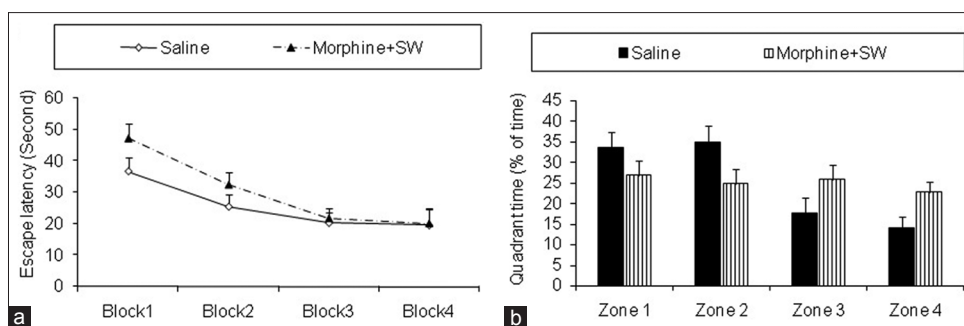 Saline
Morphine+SW
Escape latency (Second)
60
50
40
30
20
10
0
Block1
Block2
Block3
Block4
a
Saline
Morphine+SW
Quadrant time (% of time)
45
40
35
30
25
20
15
10
5
0
Zone 1
Zone 2
Zone 3
Zone 4
b